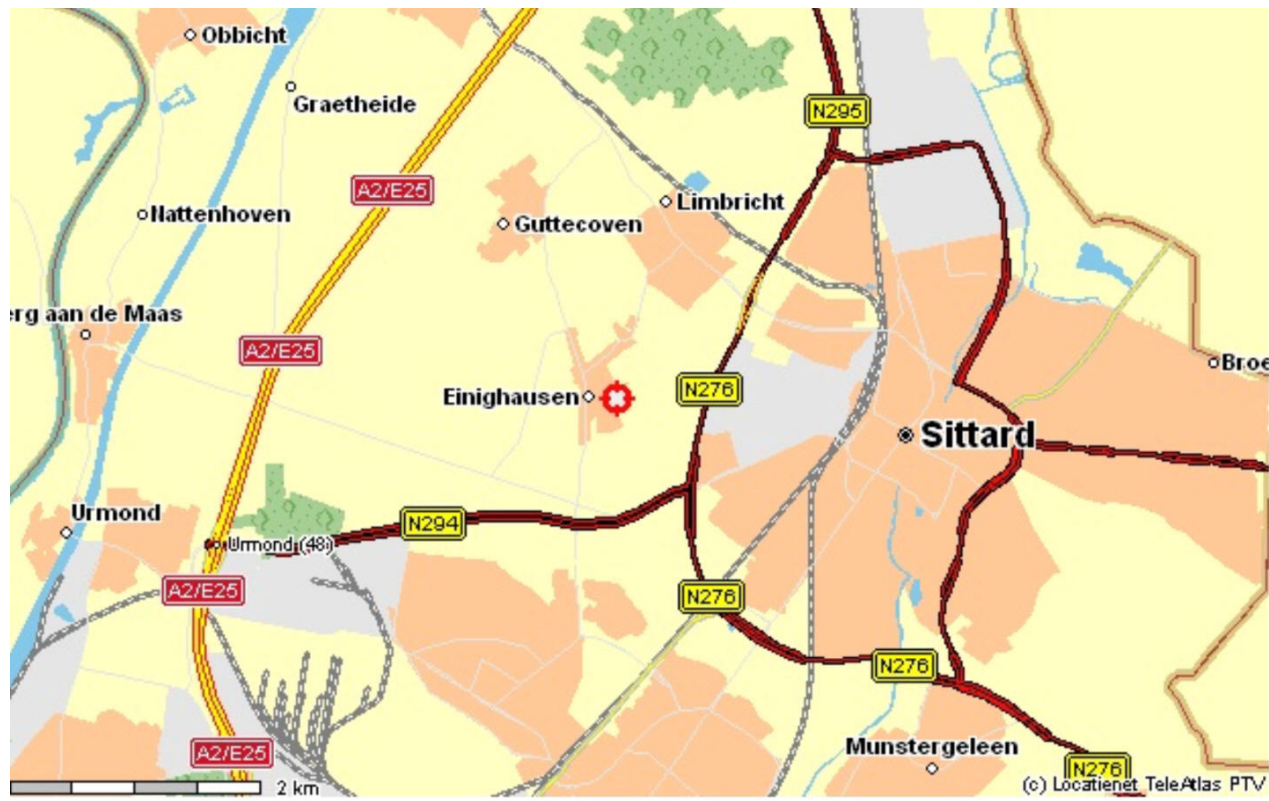 Obbicht
Graetheide
N295
A2/E25
Limbricht
Nattenhoven
Guttecoven
erg aan de Maas
A2/E25
Broe
N276
Einighausen
Sittard
Urmond
N294
Urmond (48)
A2/E25
N276
N276
Munstergeleen
A2/E25
N276
2 km
(c) Locatienet TeleAtlas PTV